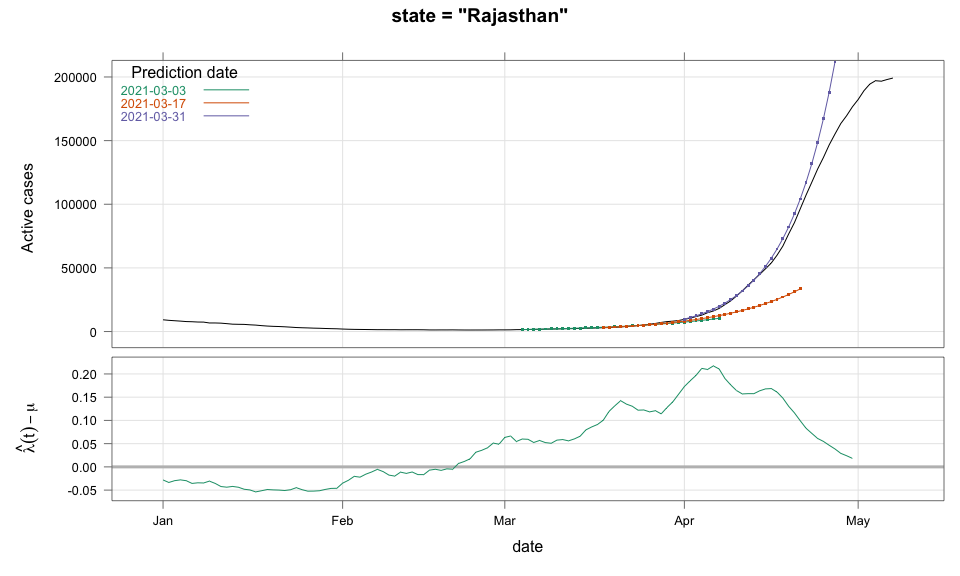 state = "Rajasthan"
Prediction date
2021-03-03
2021-03-17
2021-03-31
Active cases
200000
150000
100000
50000
0
λ̂(t) − μ
0.20
0.15
0.10
0.05
0.00
-0.05
Jan Feb Mar Apr May
date